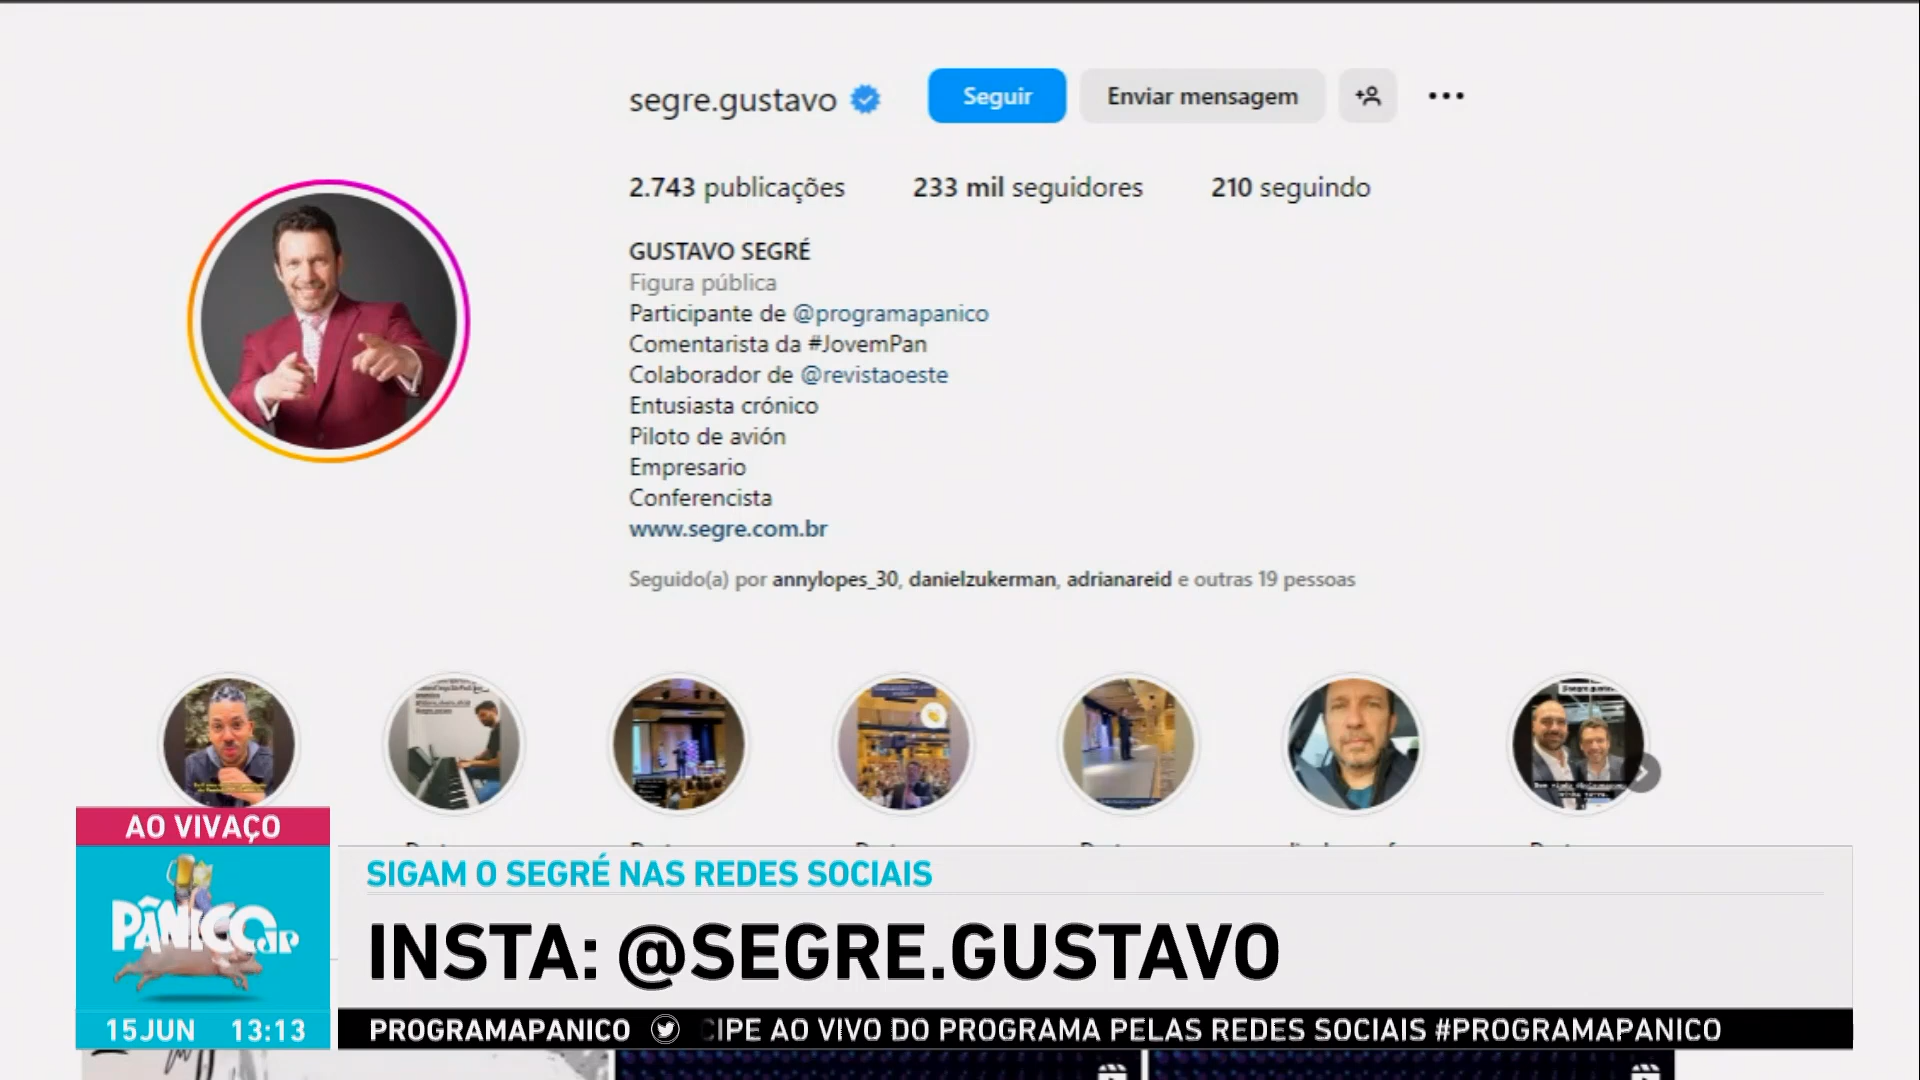 segre.gustavo
Seguir
Enviar mensagem
2.743 publicações
233 mil seguidores
210 seguindo
GUSTAVO SEGRÉ
Figura pública
Participante de @programapanico
Comentarista da #JovemPan
Colaborador de @revistaoeste
Entusiasta crónico
Piloto de avión
Empresario
Conferencista
www.segre.com.br
Seguido(a) por annylopes_30, danielzukerman, adrianareid e outras 19 pessoas
AO VIVAÇO
PÂNICO JP
15JUN 13:13
SIGAM O SEGRÉ NAS REDES SOCIAIS
INSTA: @SEGRE.GUSTAVO
PROGRAMAPANICO
CIPE AO VIVO DO PROGRAMA PELAS REDES SOCIAIS #PROGRAMAPANICO